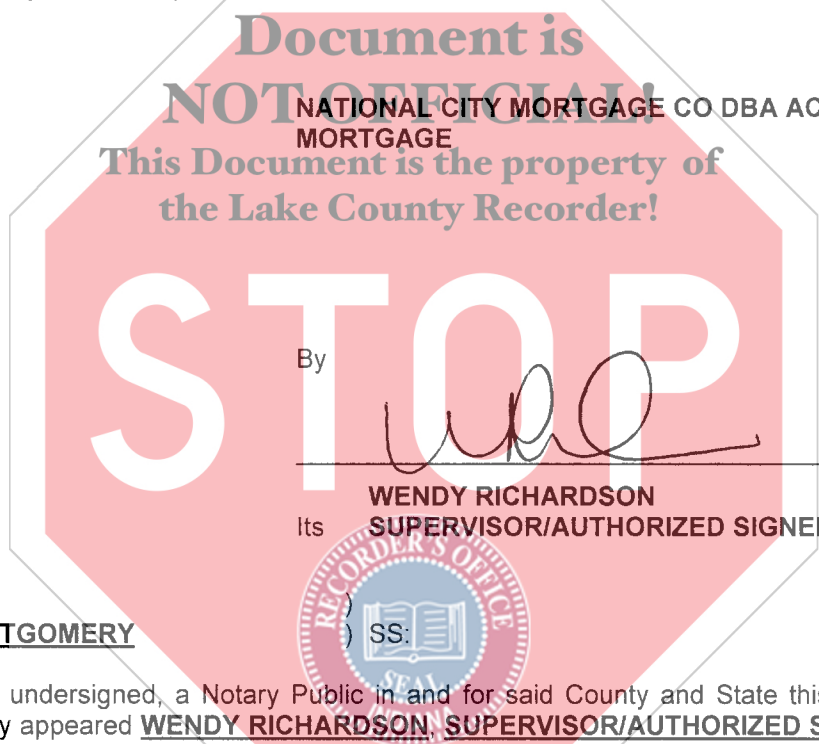 Document is
NOT OFFICIAL!
NATIONAL CITY MORTGAGE CO DBA AC
MORTGAGE
This Document is the property of
the Lake County Recorder!
STOP
By
WENDY RICHARDSON
Its SUPERVISOR/AUTHORIZED SIGNE
RECORDER'S OFFICE
)
TGOMERY ) SS:
SEAL
undersigned, a Notary Public in and for said County and State this
y appeared WENDY RICHARDSON, SUPERVISOR/AUTHORIZED S